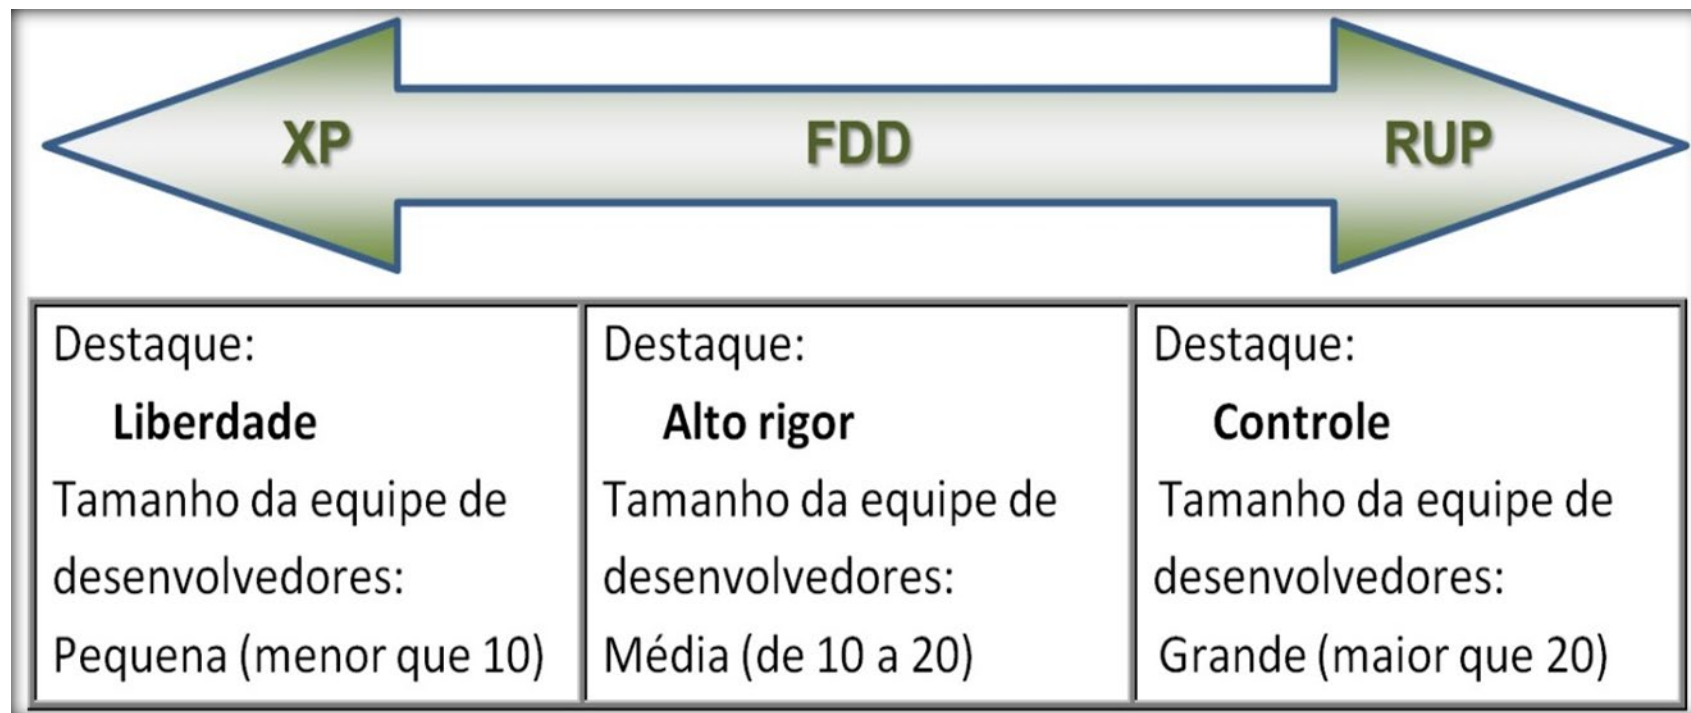 XP
FDD
RUP
Destaque:
Liberdade
Tamanho da equipe de
desenvolvedores:
Pequena (menor que 10)
Destaque:
Alto rigor
Tamanho da equipe de
desenvolvedores:
Média (de 10 a 20)
Destaque:
Controle
Tamanho da equipe de
desenvolvedores:
Grande (maior que 20)